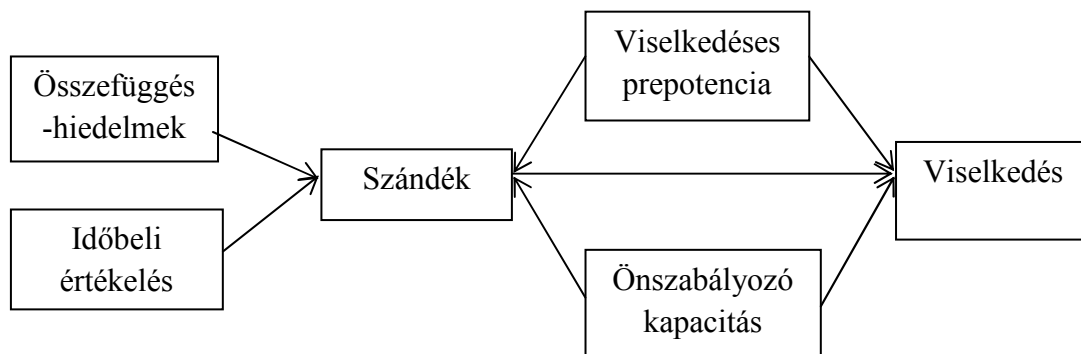 Összefüggés
-hiedelmek
Időbeli
értékelés
Szándék
Viselkedéses
prepotencia
Önszabályozó
kapacitás
Viselkedés